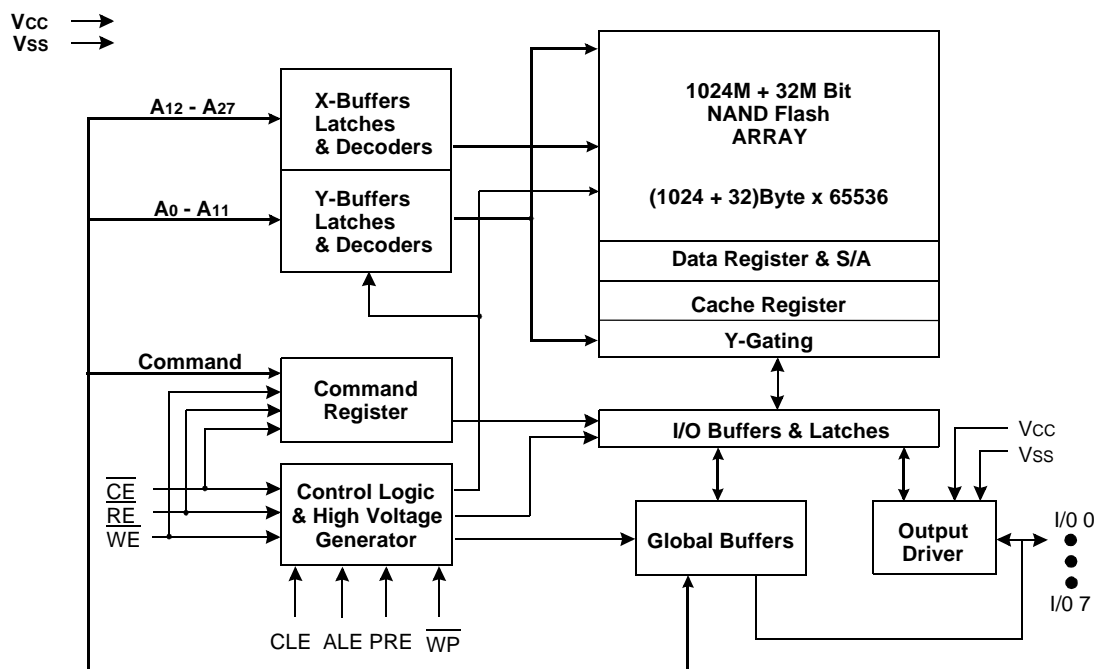 VCC
VSS
A12 - A27
X-Buffers
Latches
& Decoders
A0 - A11
Y-Buffers
Latches
& Decoders
1024M + 32M Bit
NAND Flash
ARRAY
(1024 + 32)Byte x 65536
Data Register & S/A
Cache Register
Y-Gating
Command
Command
Register
I/O Buffers & Latches
VCC
VSS
CE
RE
WE
Control Logic
& High Voltage
Generator
Global Buffers
Output
Driver
I/0 0
I/0 7
CLE
ALE
PRE
WP